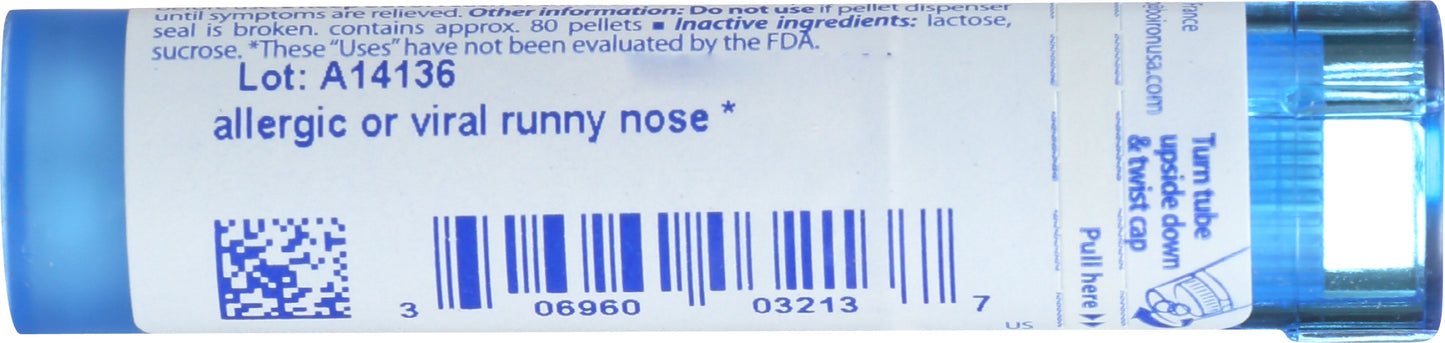 until symptoms are relieved. Other information: Do not use if pellet dispenser
seal is broken. contains approx. 80 pellets ■ Inactive ingredients: lactose,
sucrose. *These “Uses” have not been evaluated by the FDA.
Lot: A14136
allergic or viral runny nose *
3 06960 03213 7
US
Turn tube
upside down
& twist cap
Pull here